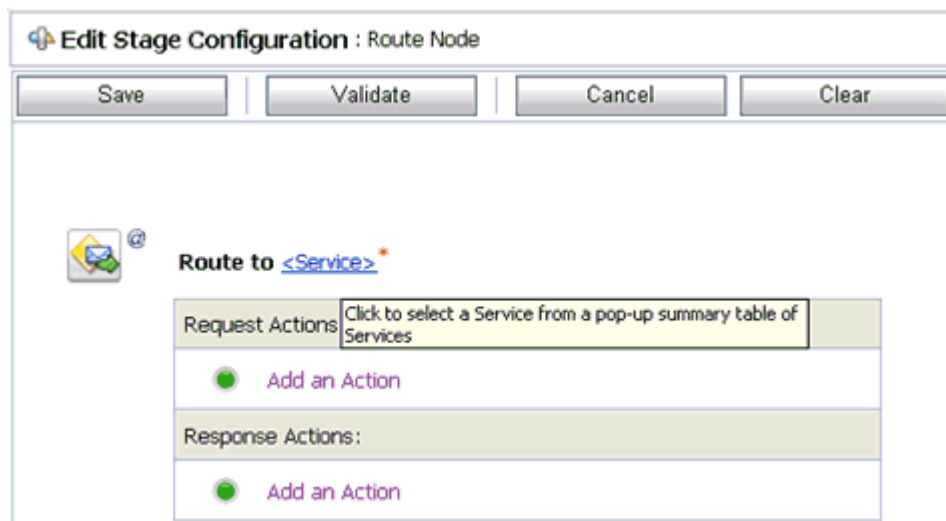 Edit Stage Configuration : Route Node
Save Validate Cancel Clear
@
Route to <Service>*
Request Actions
Click to select a Service from a pop-up summary table of
Services
Add an Action
Response Actions:
Add an Action